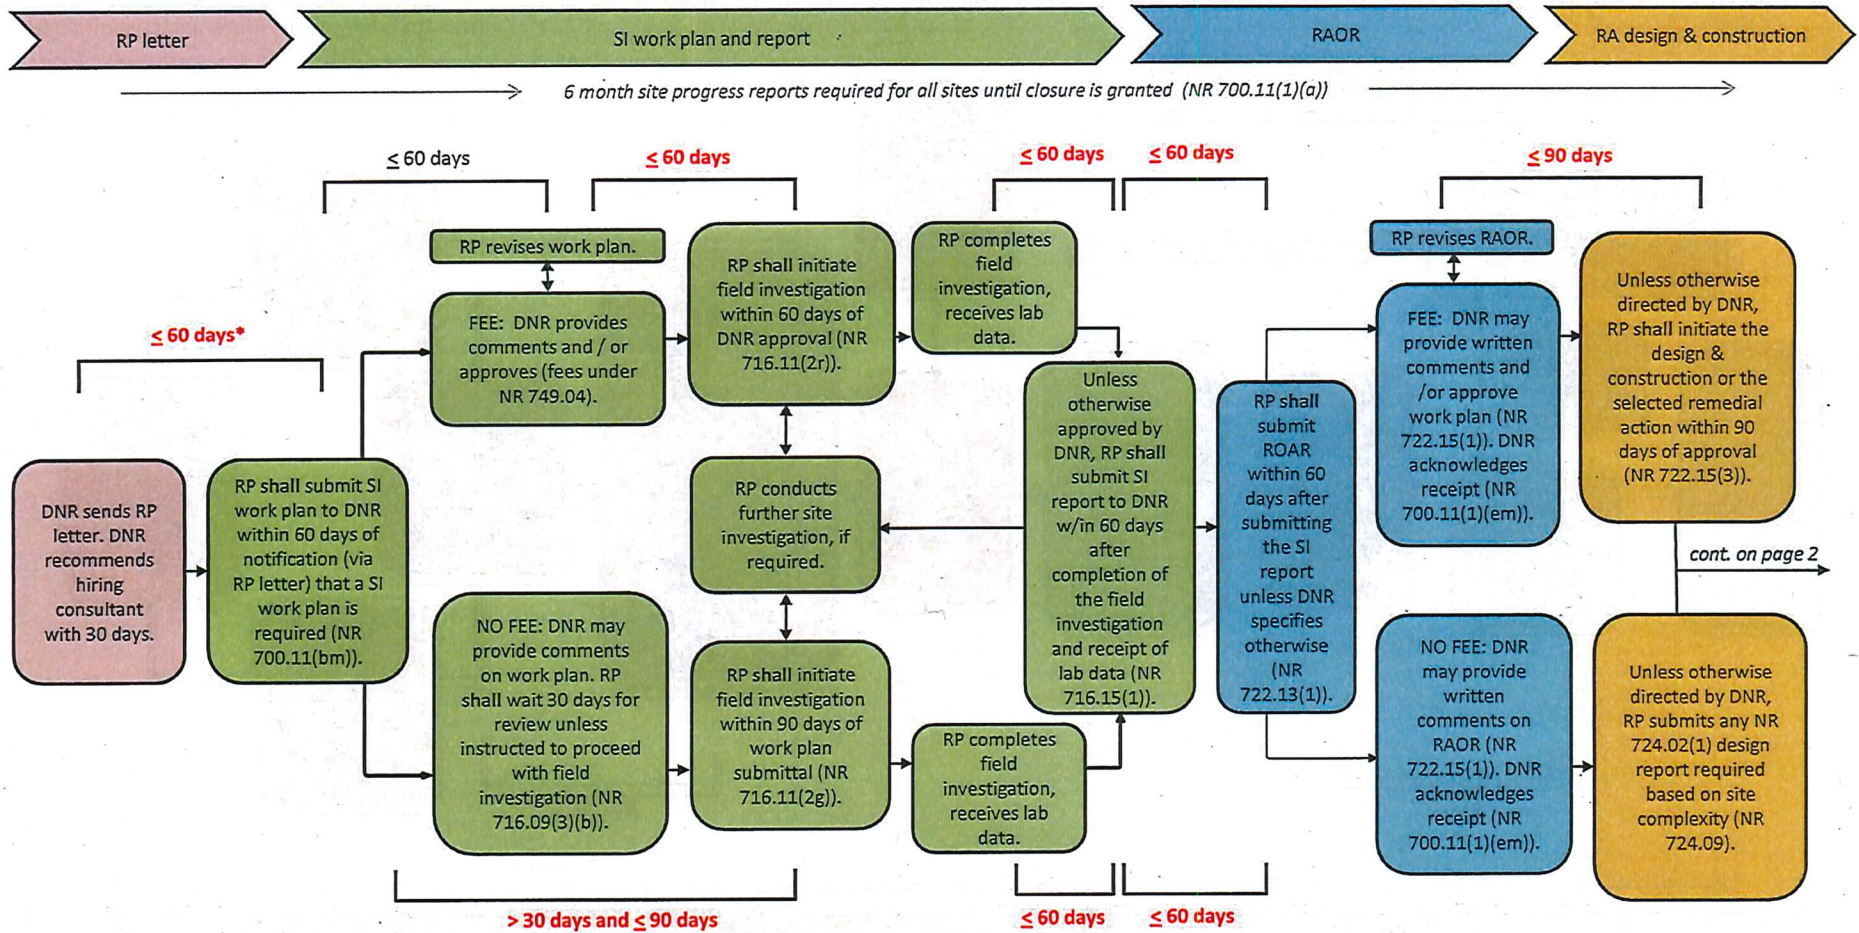 RP letter
SI work plan and report
RAOR
RA design & construction
6 month site progress reports required for all sites until closure is granted (NR 700.11(1)(a))
≤ 60 days
≤ 60 days
≤ 60 days
≤ 60 days
≤ 90 days
≤ 60 days*
DNR sends RP
letter. DNR
recommends
hiring
consultant
with 30 days.
RP shall submit SI
work plan to DNR
within 60 days of
notification (via
RP letter) that a SI
work plan is
required (NR
700.11(bm)).
RP revises work plan.
FEE: DNR provides
comments and / or
approves (fees under
NR 749.04).
NO FEE: DNR may
provide comments
on work plan. RP
shall wait 30 days for
review unless
instructed to proceed
with field
investigation (NR
716.09(3)(b)).
RP shall initiate
field investigation
within 60 days of
DNR approval (NR
716.11(2r)).
RP conducts
further site
investigation, if
required.
RP shall initiate
field investigation
within 90 days of
work plan
submittal (NR
716.11(2g)).
RP completes
field
investigation,
receives lab
data.
RP completes
field
investigation,
receives lab
data.
Unless
otherwise
approved by
DNR, RP shall
submit SI
report to DNR
w/in 60 days
after
completion of
the field
investigation
and receipt of
lab data (NR
716.15(1)).
RP shall
submit
ROAR
within 60
days after
submitting
the SI
report
unless DNR
specifies
otherwise
(NR
722.13(1)).
RP revises RAOR.
FEE: DNR may
provide written
comments and
/or approve
work plan (NR
722.15(1)). DNR
acknowledges
receipt (NR
700.11(1)(em)).
NO FEE: DNR
may provide
written
comments on
RAOR (NR
722.15(1)). DNR
acknowledges
receipt (NR
700.11(1)(em)).
Unless otherwise
directed by DNR,
RP shall initiate the
design &
construction or the
selected remedial
action within 90
days of approval
(NR 722.15(3)).
cont. on page 2
Unless otherwise
directed by DNR,
RP submits any NR
724.02(1) design
report required
based on site
complexity (NR
724.09).
> 30 days and ≤ 90 days
≤ 60 days
≤ 60 days